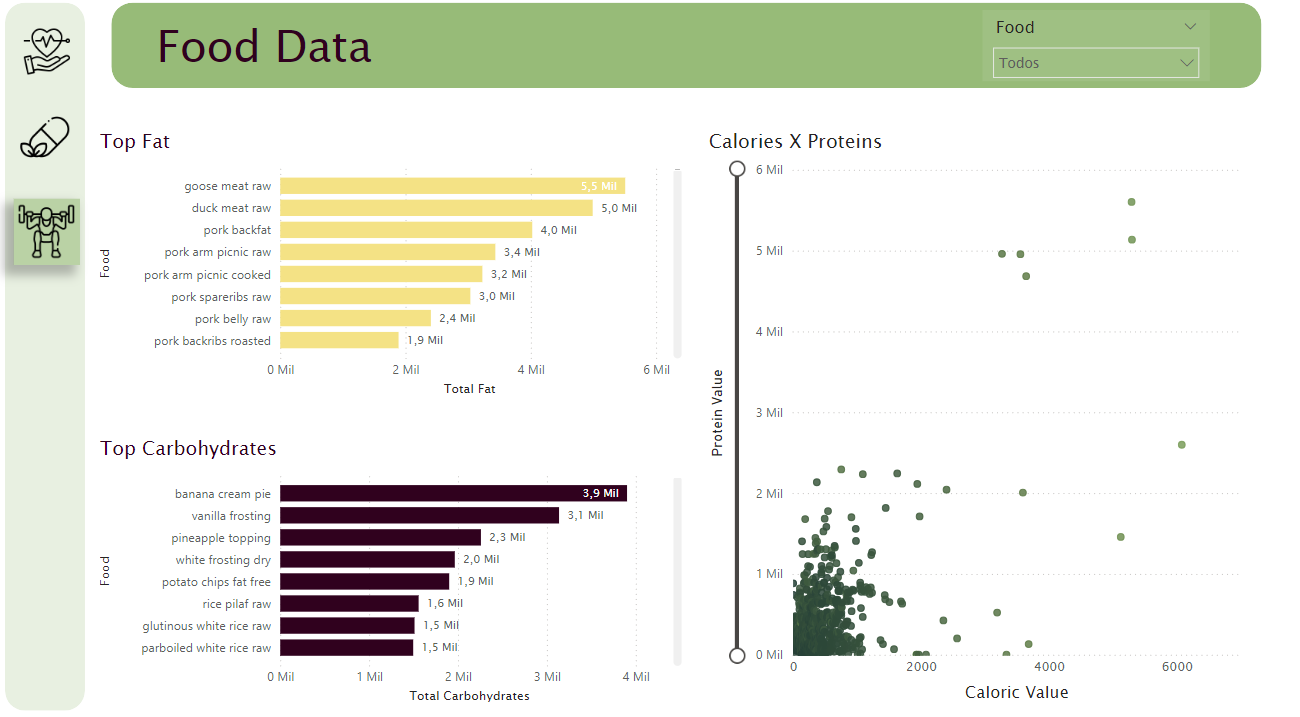 Food Data
Food
Todos
Top Fat
Food
goose meat raw 5,5 Mil
duck meat raw 5,0 Mil
pork backfat 4,0 Mil
pork arm picnic raw 3,4 Mil
pork arm picnic cooked 3,2 Mil
pork spareribs raw 3,0 Mil
pork belly raw 2,4 Mil
pork backribs roasted 1,9 Mil
0 Mil 2 Mil 4 Mil 6 Mil
Total Fat
Top Carbohydrates
Food
banana cream pie 3,9 Mil
vanilla frosting 3,1 Mil
pineapple topping 2,3 Mil
white frosting dry 2,0 Mil
potato chips fat free 1,9 Mil
rice pilaf raw 1,6 Mil
glutinous white rice raw 1,5 Mil
parboiled white rice raw 1,5 Mil
0 Mil 1 Mil 2 Mil 3 Mil 4 Mil
Total Carbohydrates
Calories X Proteins
Protein Value
6 Mil
5 Mil
4 Mil
3 Mil
2 Mil
1 Mil
0 Mil
0 2000 4000 6000
Caloric Value